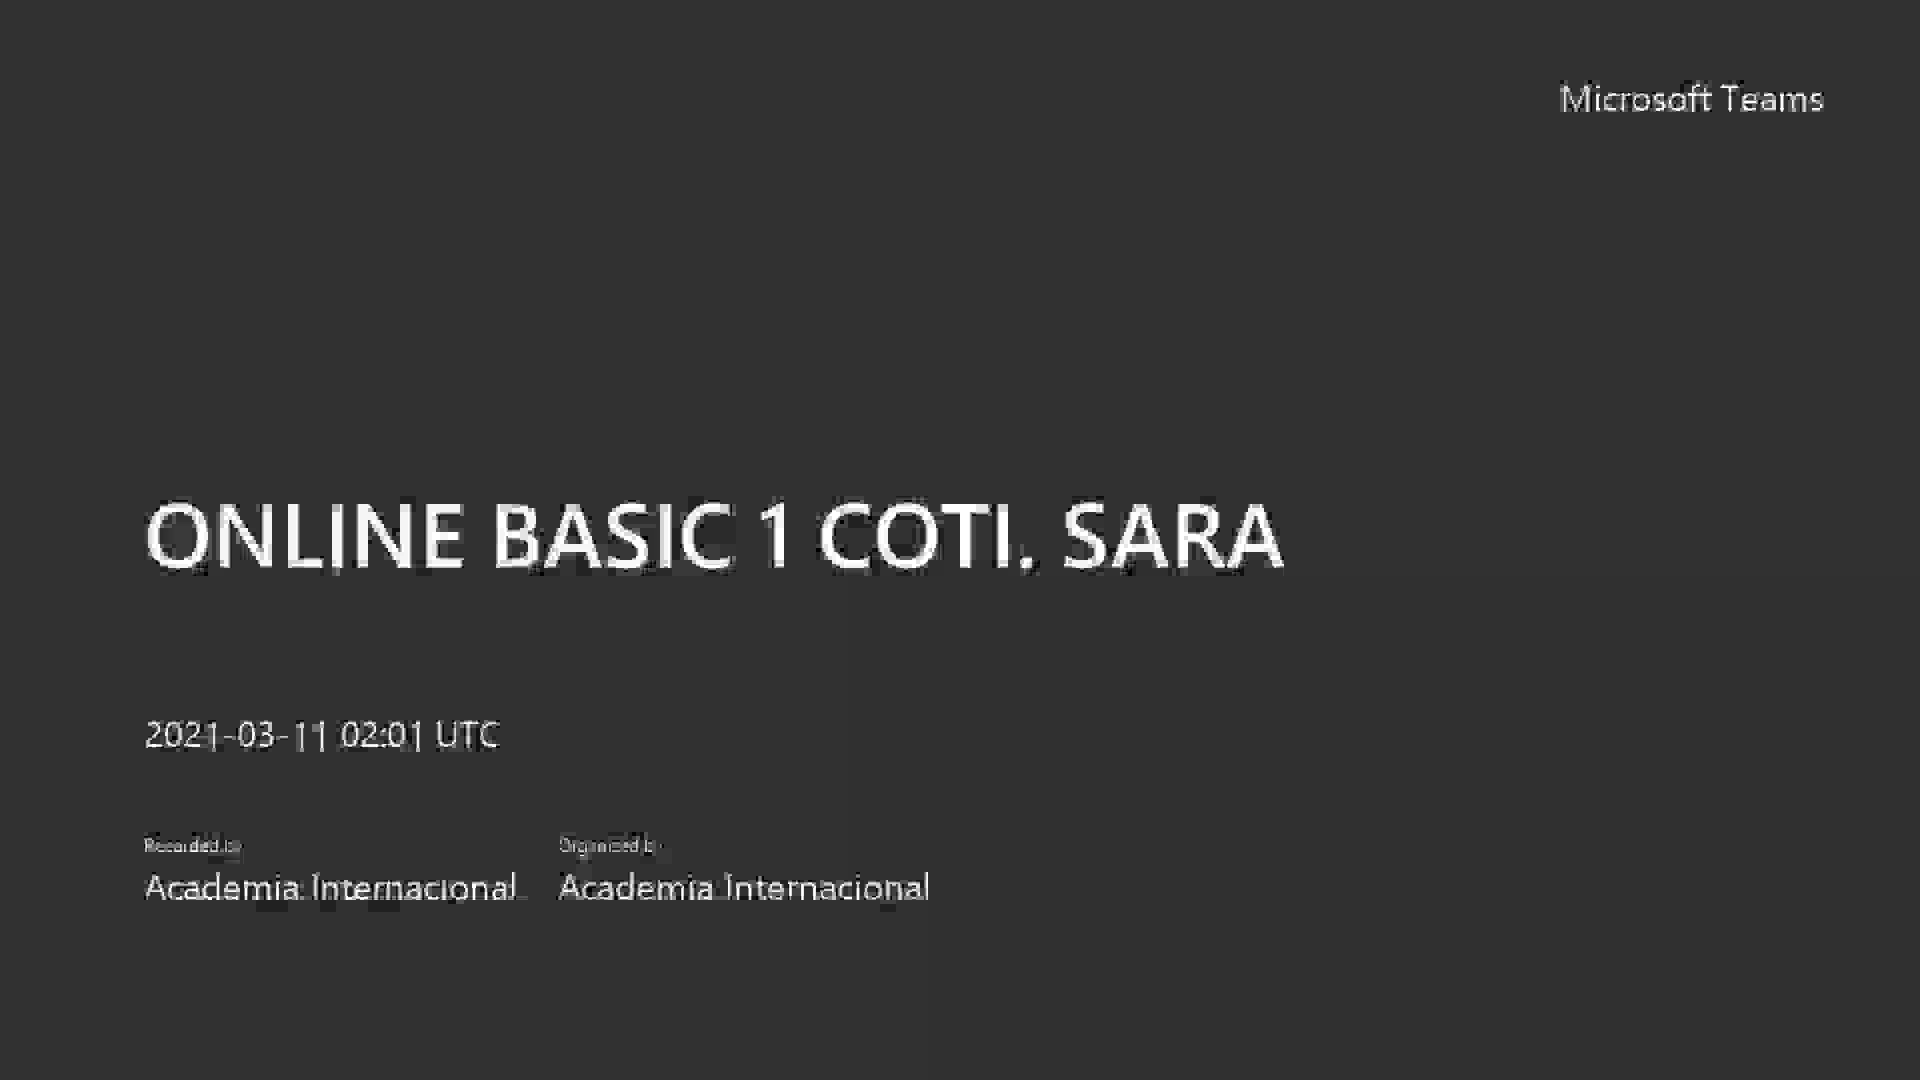 Microsoft Teams
ONLINE BASIC 1 COTI. SARA
2021-03-11 02:01 UTC
Recorded by Organized by
Academia Internacional Academia Internacional